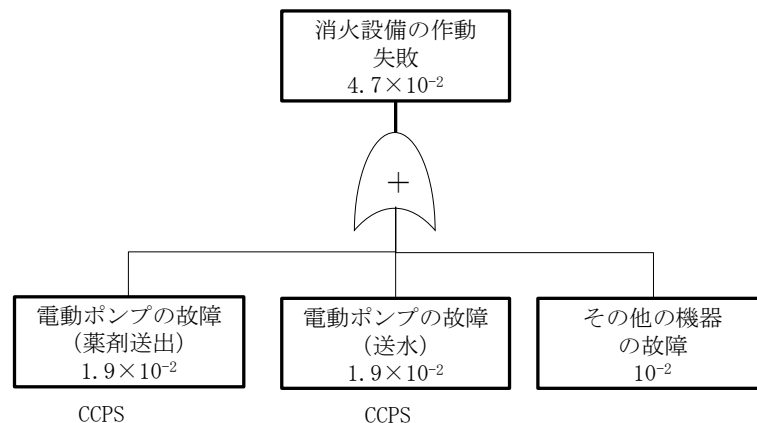 消火設備の作動
失敗
4.7×10⁻²
+
電動ポンプの故障
(薬剤送出)
1.9×10⁻²
電動ポンプの故障
(送水)
1.9×10⁻²
その他の機器
の故障
10⁻²
CCPS
CCPS